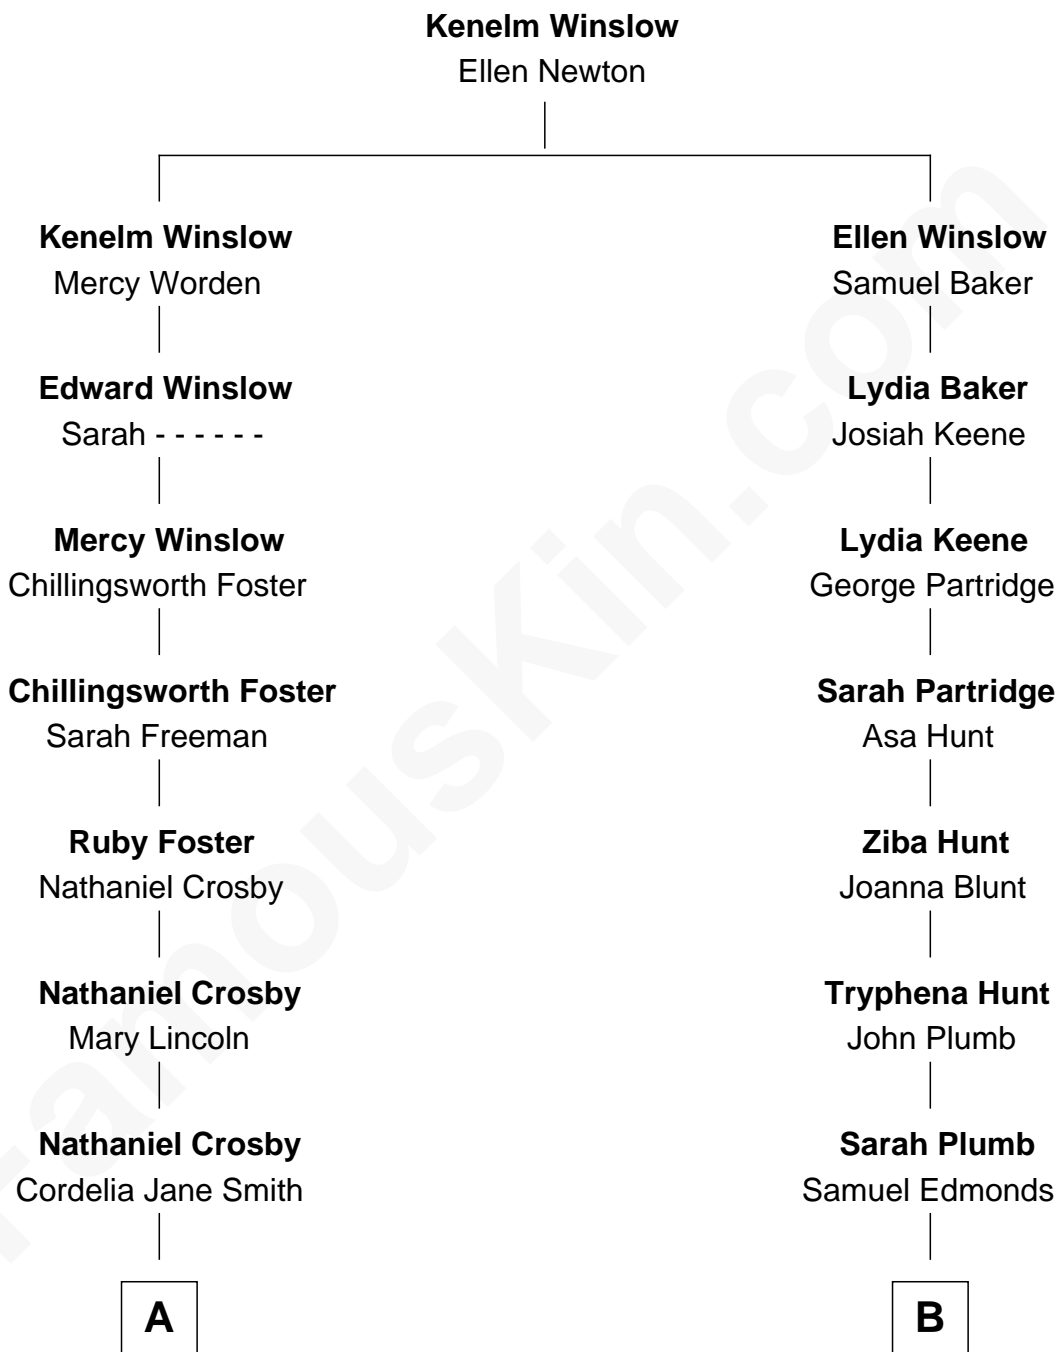 Kenelm Winslow
Ellen Newton
Kenelm Winslow
Mercy Worden
Ellen Winslow
Samuel Baker
Edward Winslow
Sarah - - - - - -
Lydia Baker
Josiah Keene
Mercy Winslow
Chillingsworth Foster
Lydia Keene
George Partridge
Chillingsworth Foster
Sarah Freeman
Sarah Partridge
Asa Hunt
Ruby Foster
Nathaniel Crosby
Ziba Hunt
Joanna Blunt
Nathaniel Crosby
Mary Lincoln
Tryphena Hunt
John Plumb
Nathaniel Crosby
Cordelia Jane Smith
Sarah Plumb
Samuel Edmonds
A
B
FamousKin.com